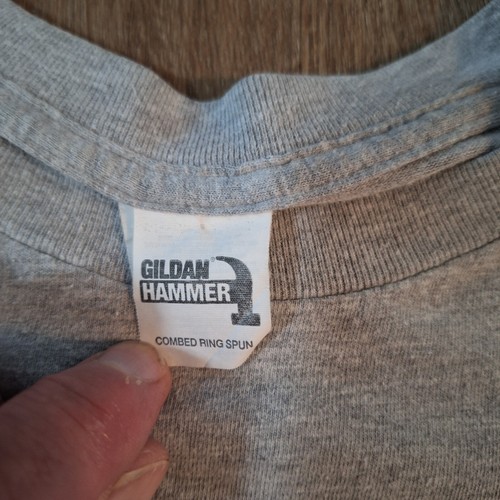 GILDAN®
HAMMER
COMBED RING SPUN